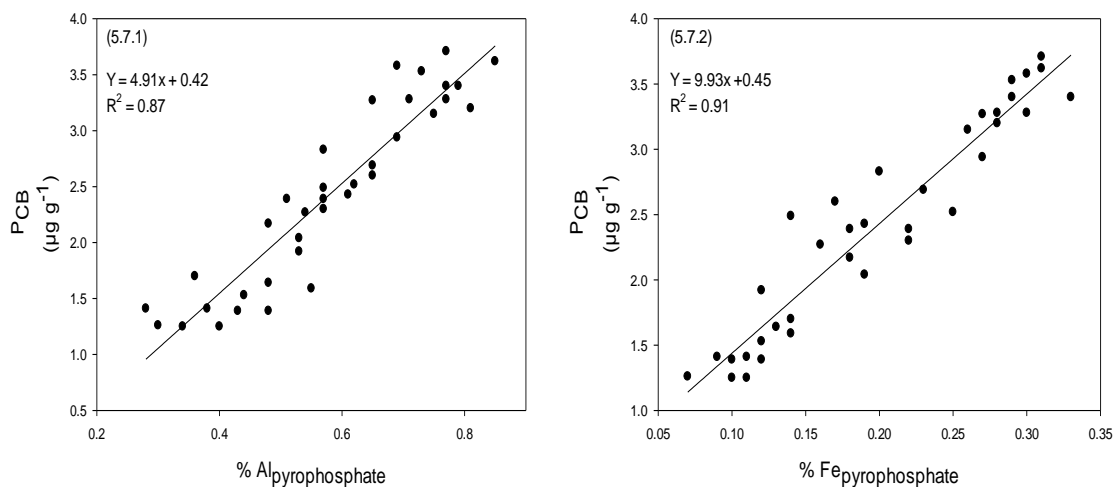 (5.7.1)
Y = 4.91x + 0.42
R² = 0.87
4.0
3.5
3.0
2.5
2.0
1.5
1.0
0.5
PCB
(µg g⁻¹)
0.2 0.4 0.6 0.8
% Alpyrophosphate
(5.7.2)
Y = 9.93x +0.45
R² = 0.91
4.0
3.5
3.0
2.5
2.0
1.5
1.0
PCB
(µg g⁻¹)
0.05 0.10 0.15 0.20 0.25 0.30 0.35
% Fepyrophosphate